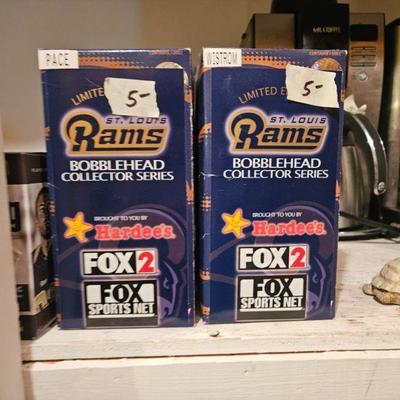 PACE
LIMITED
5-
ST. LOUIS
Rams
BOBBLEHEAD
COLLECTOR SERIES
BROUGHT TO YOU BY
Hardee's
FOX 2
FOX
SPORTS NET
WISTROM
LIMITED E
5-
ST. LOUIS
Rams
BOBBLEHEAD
COLLECTOR SERIES
BROUGHT TO YOU BY
Hardee's
FOX 2
FOX
SPORTS NET
MR. COFFEE